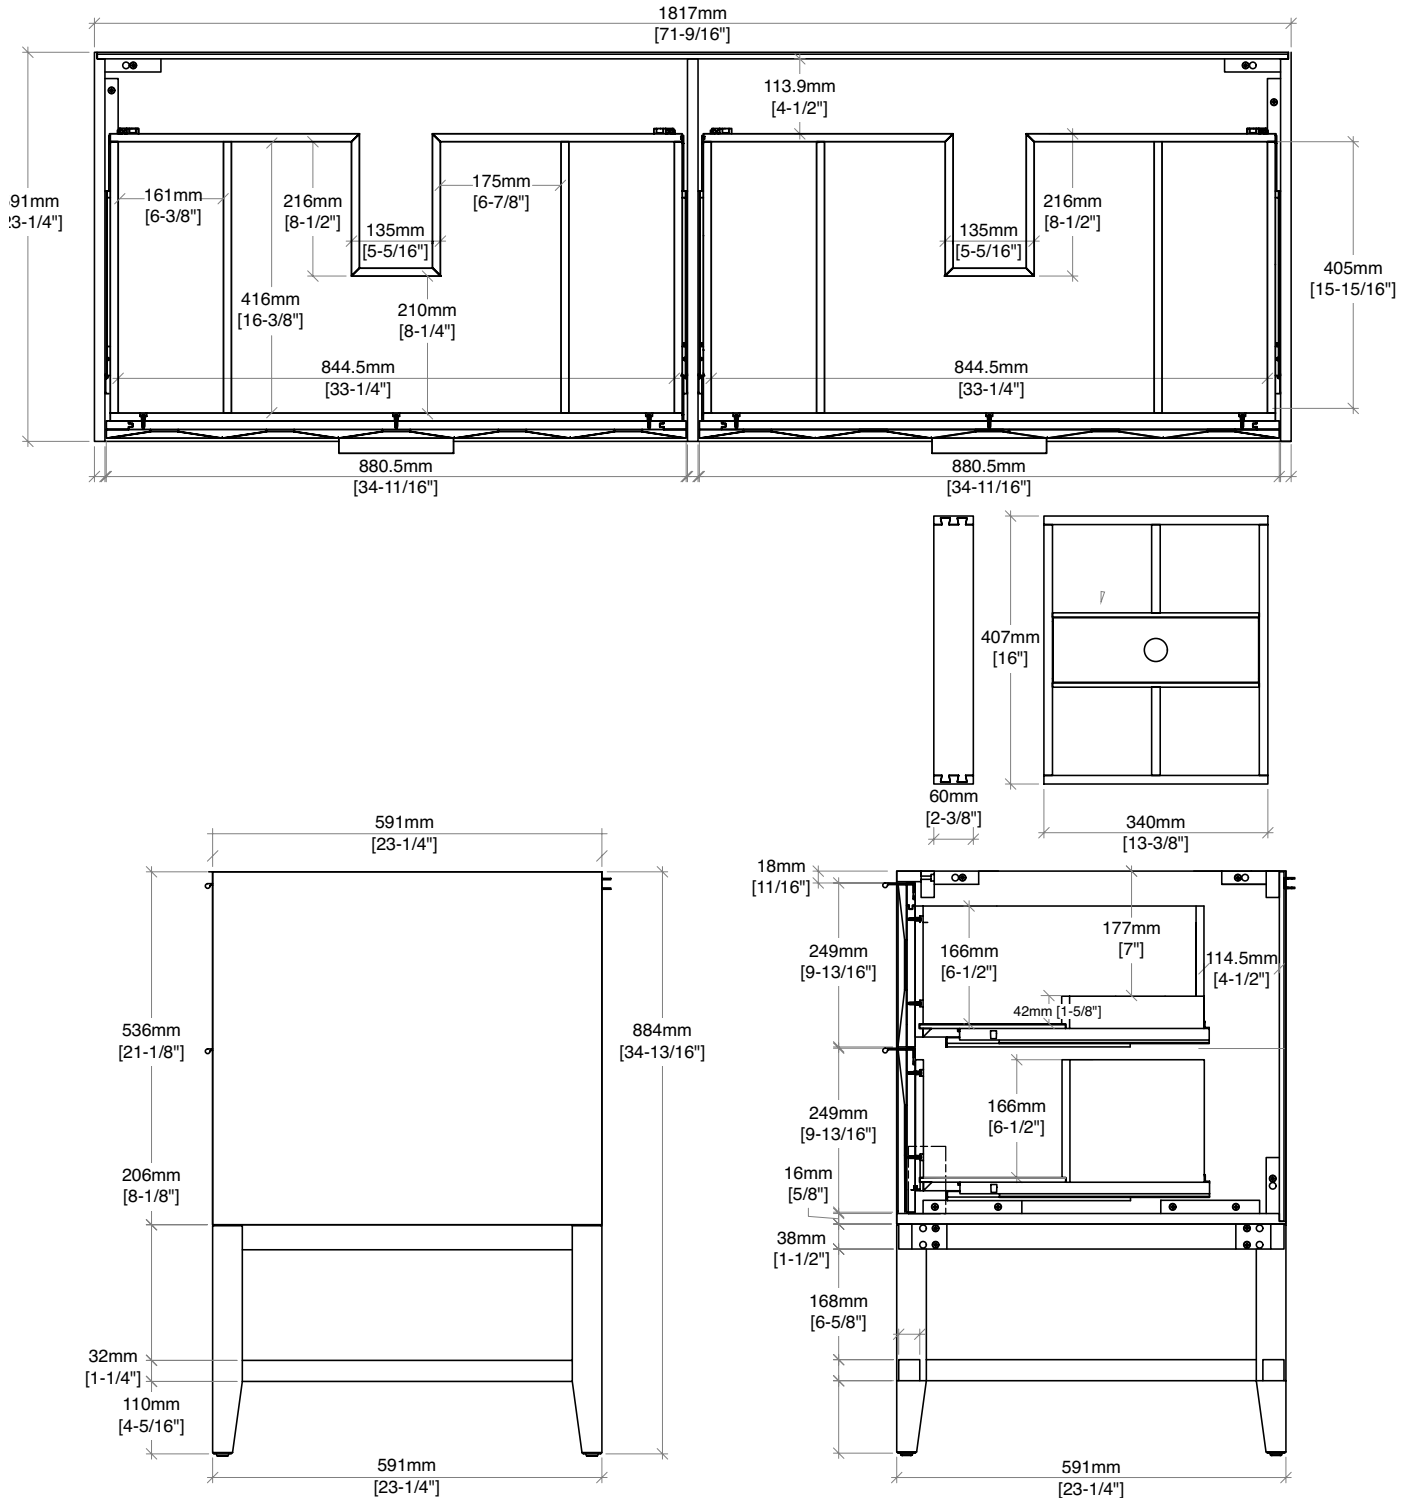 1817mm
[71-9/16"]
113.9mm
[4-1/2"]
91mm
3-1/4"]
161mm
[6-3/8"]
216mm
[8-1/2"]
175mm
[6-7/8"]
135mm
[5-5/16"]
135mm
[5-5/16"]
216mm
[8-1/2"]
405mm
[15-15/16"]
416mm
[16-3/8"]
210mm
[8-1/4"]
844.5mm
[33-1/4"]
844.5mm
[33-1/4"]
880.5mm
[34-11/16"]
880.5mm
[34-11/16"]
407mm
[16"]
60mm
[2-3/8"]
340mm
[13-3/8"]
591mm
[23-1/4"]
536mm
[21-1/8"]
884mm
[34-13/16"]
206mm
[8-1/8"]
32mm
[1-1/4"]
110mm
[4-5/16"]
591mm
[23-1/4"]
18mm
[11/16"]
249mm
[9-13/16"]
166mm
[6-1/2"]
177mm
[7"]
114.5mm
[4-1/2"]
42mm [1-5/8"]
249mm
[9-13/16"]
166mm
[6-1/2"]
16mm
[5/8"]
38mm
[1-1/2"]
168mm
[6-5/8"]
591mm
[23-1/4"]